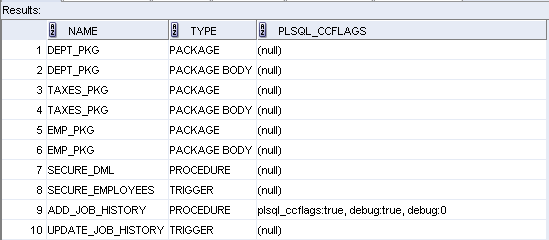 Results:
NAME TYPE PLSQL_CCFLAGS
1 DEPT_PKG PACKAGE (null)
2 DEPT_PKG PACKAGE BODY (null)
3 TAXES_PKG PACKAGE (null)
4 TAXES_PKG PACKAGE BODY (null)
5 EMP_PKG PACKAGE (null)
6 EMP_PKG PACKAGE BODY (null)
7 SECURE_DML PROCEDURE (null)
8 SECURE_EMPLOYEES TRIGGER (null)
9 ADD_JOB_HISTORY PROCEDURE plsql_ccflags:true, debug:true, debug:0
10 UPDATE_JOB_HISTORY TRIGGER (null)